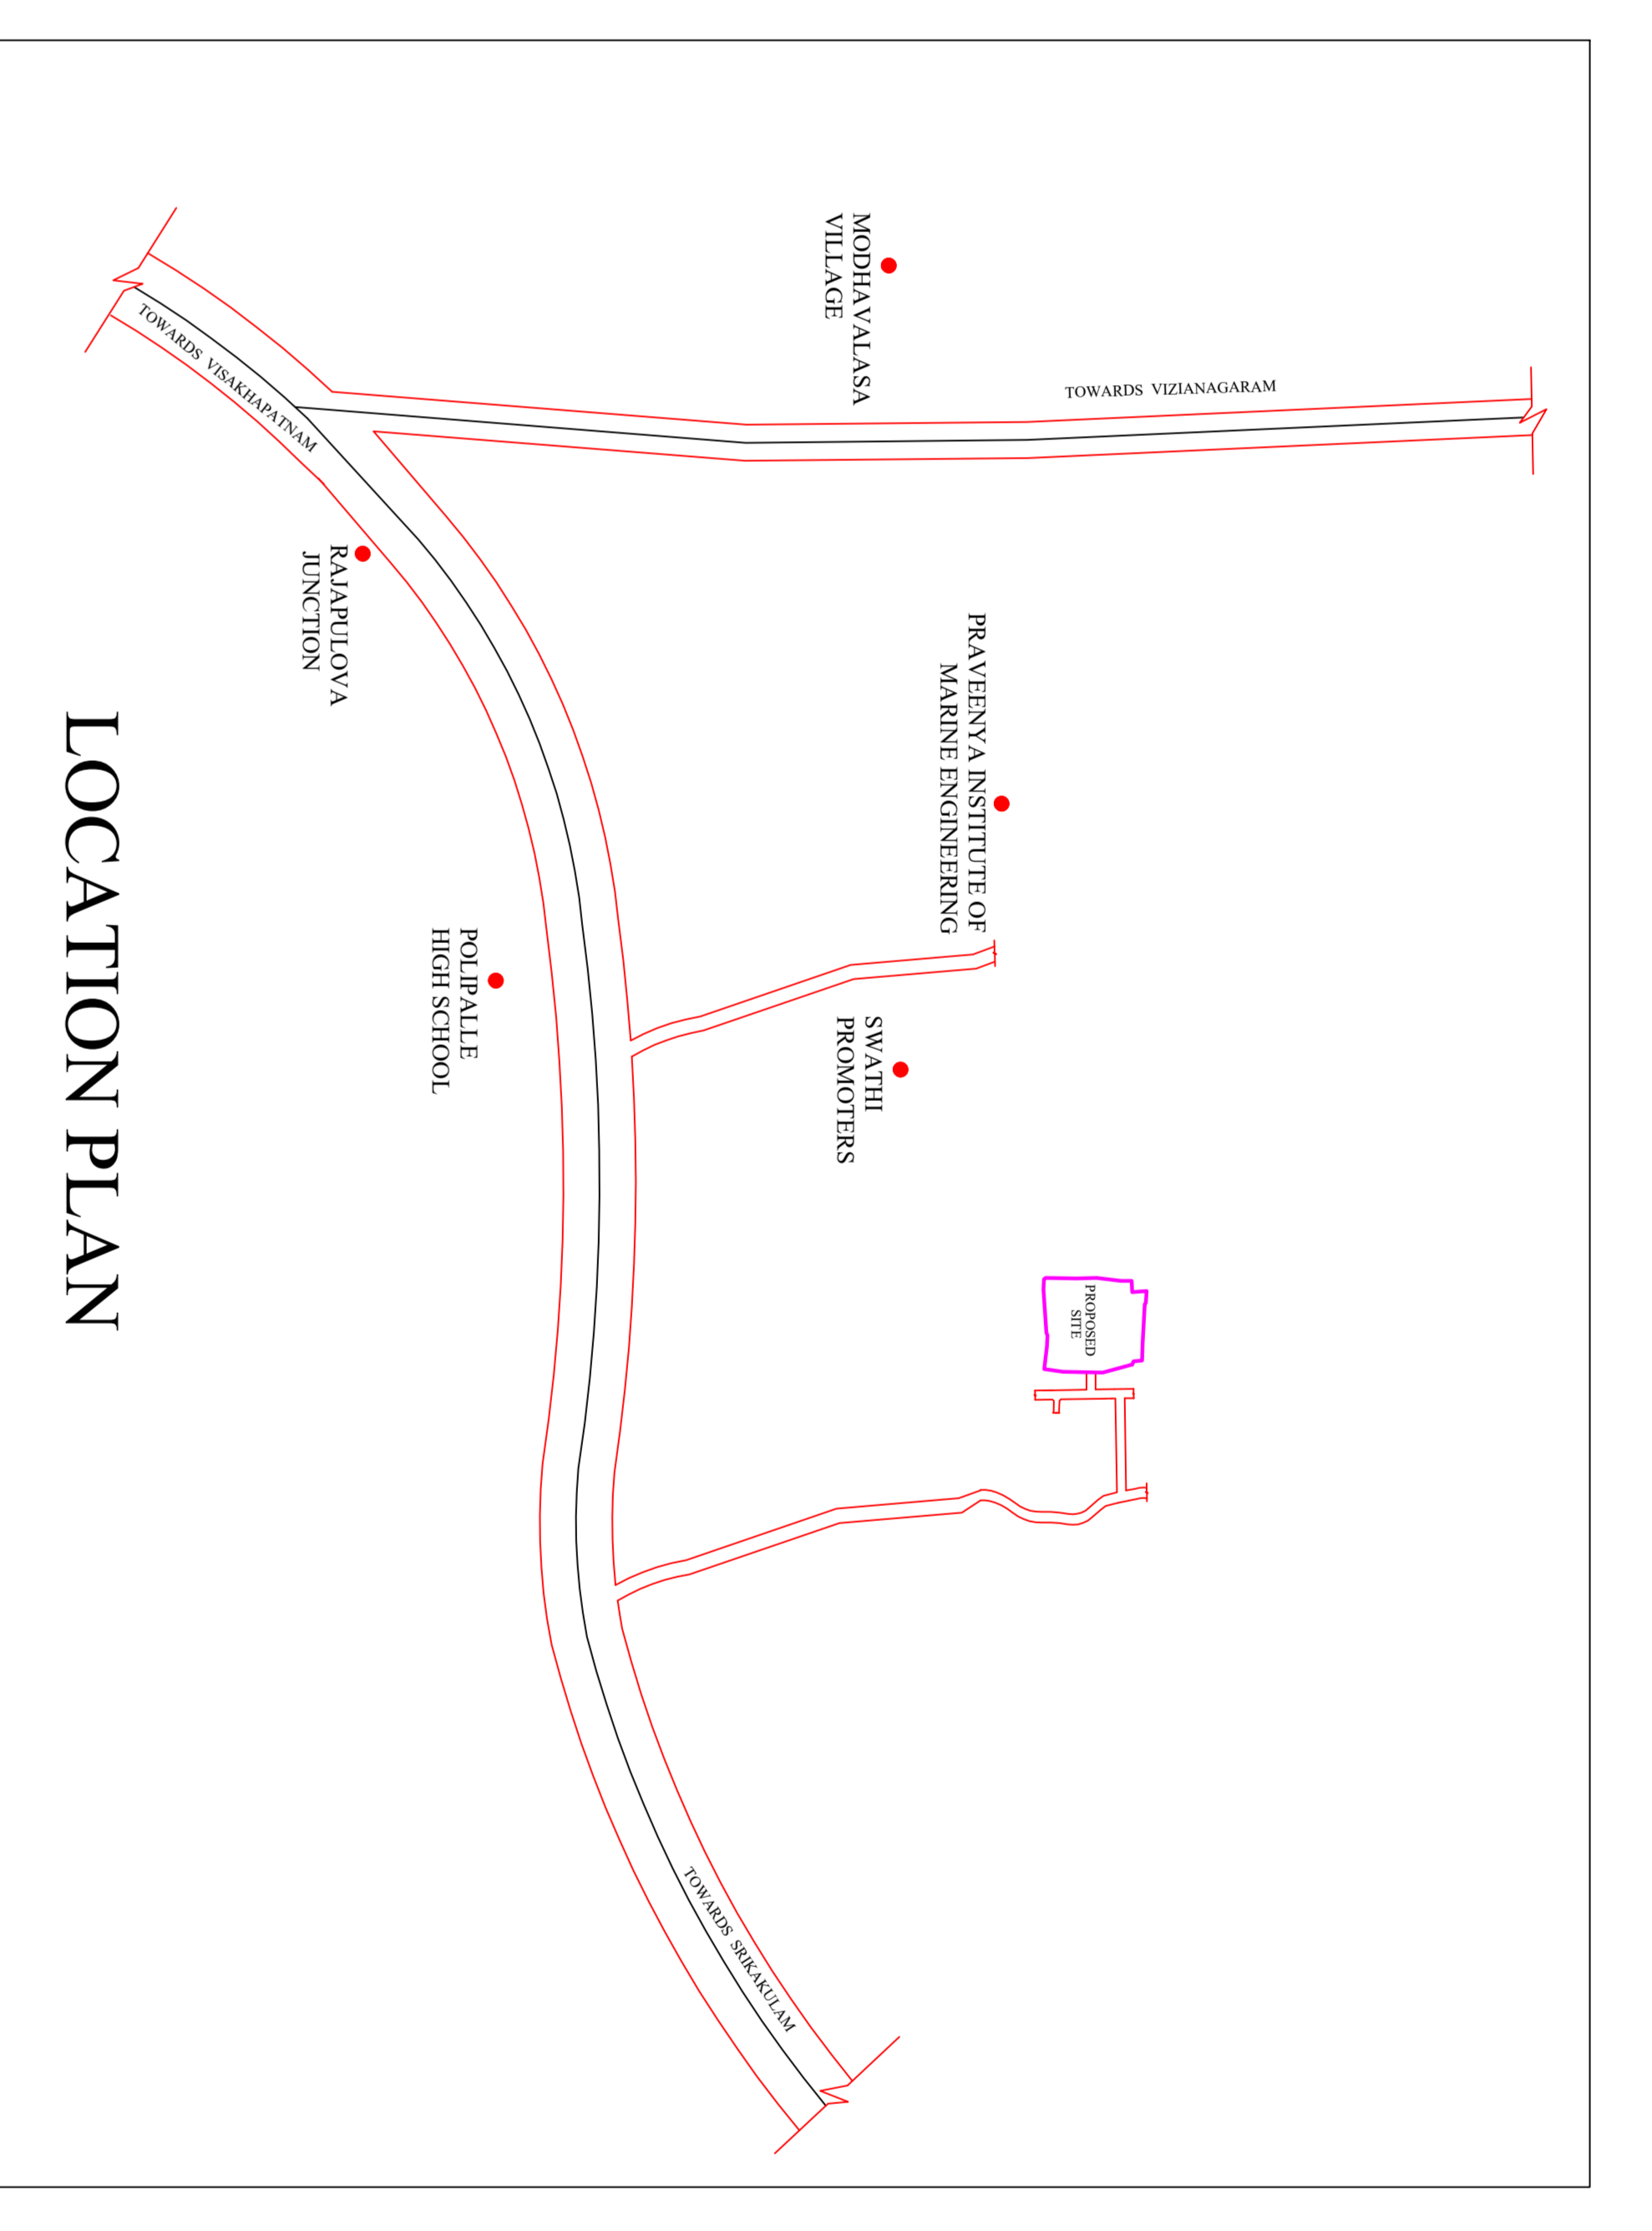 TOWARDS VIZIANAGARAM
MODHAVALASA
VILLAGE
PRAVEENYA INSTITUTE OF
MARINE ENGINEERING
SWATHI
PROMOTERS
PROPOSED
SITE
TOWARDS VISAKHAPATNAM
RAJAPULOVA
JUNCTION
POLIPALLE
HIGH SCHOOL
TOWARDS SRIKAKULAM
LOCATION PLAN